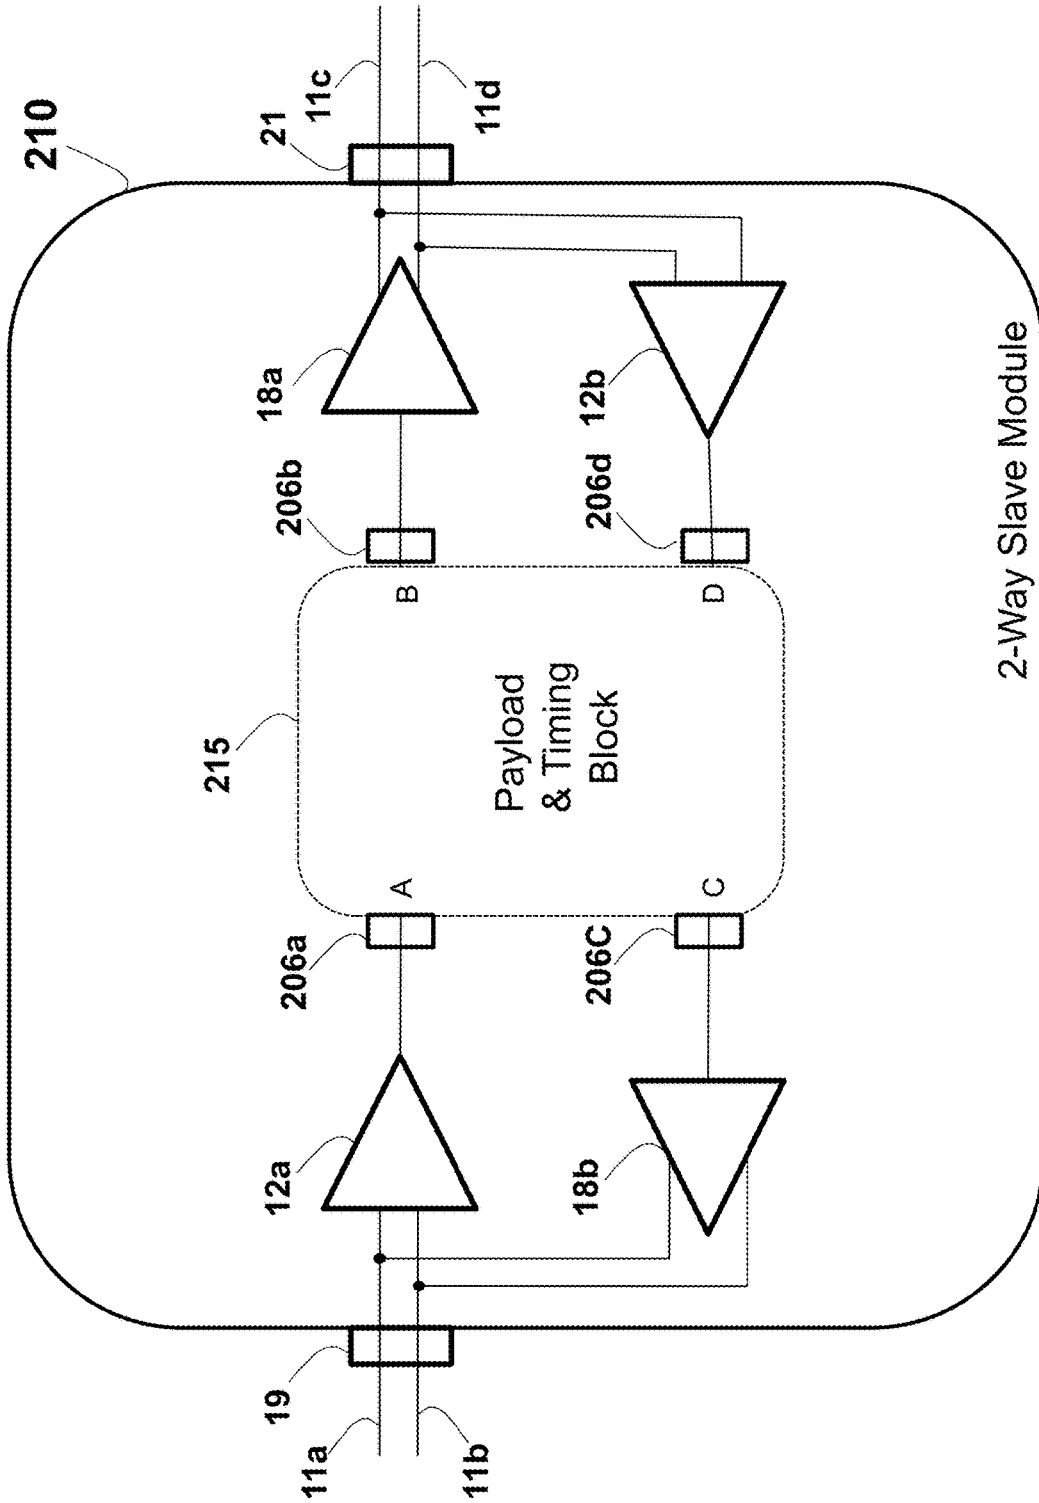 210
215
19
12a
206a
206b
18a
21
11a
11c
A
B
11b
11d
Payload
& Timing
Block
18b
206C
206d
12b
C
D
2-Way Slave Module